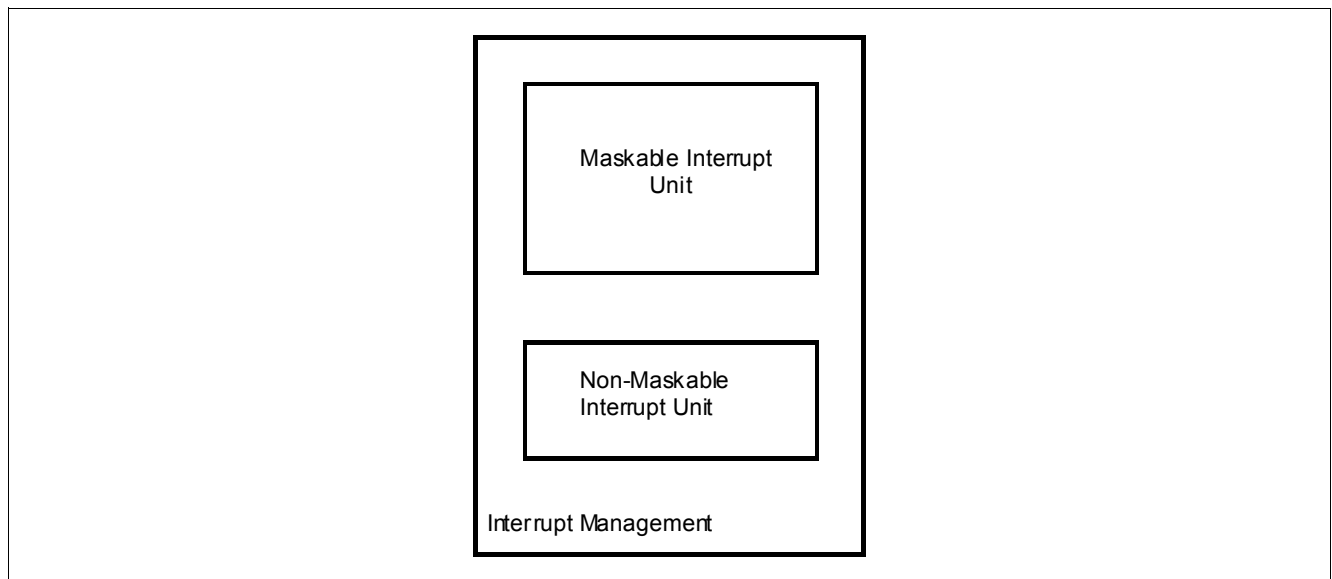 Maskable Interrupt
Unit
Non-Maskable
Interrupt Unit
Interrupt Management